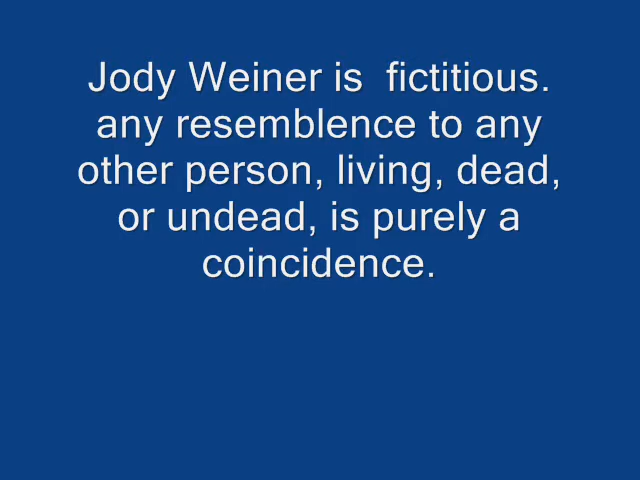 Jody Weiner is  fictitious.
any resemblence to any
other person, living, dead,
or undead, is purely a
coincidence.